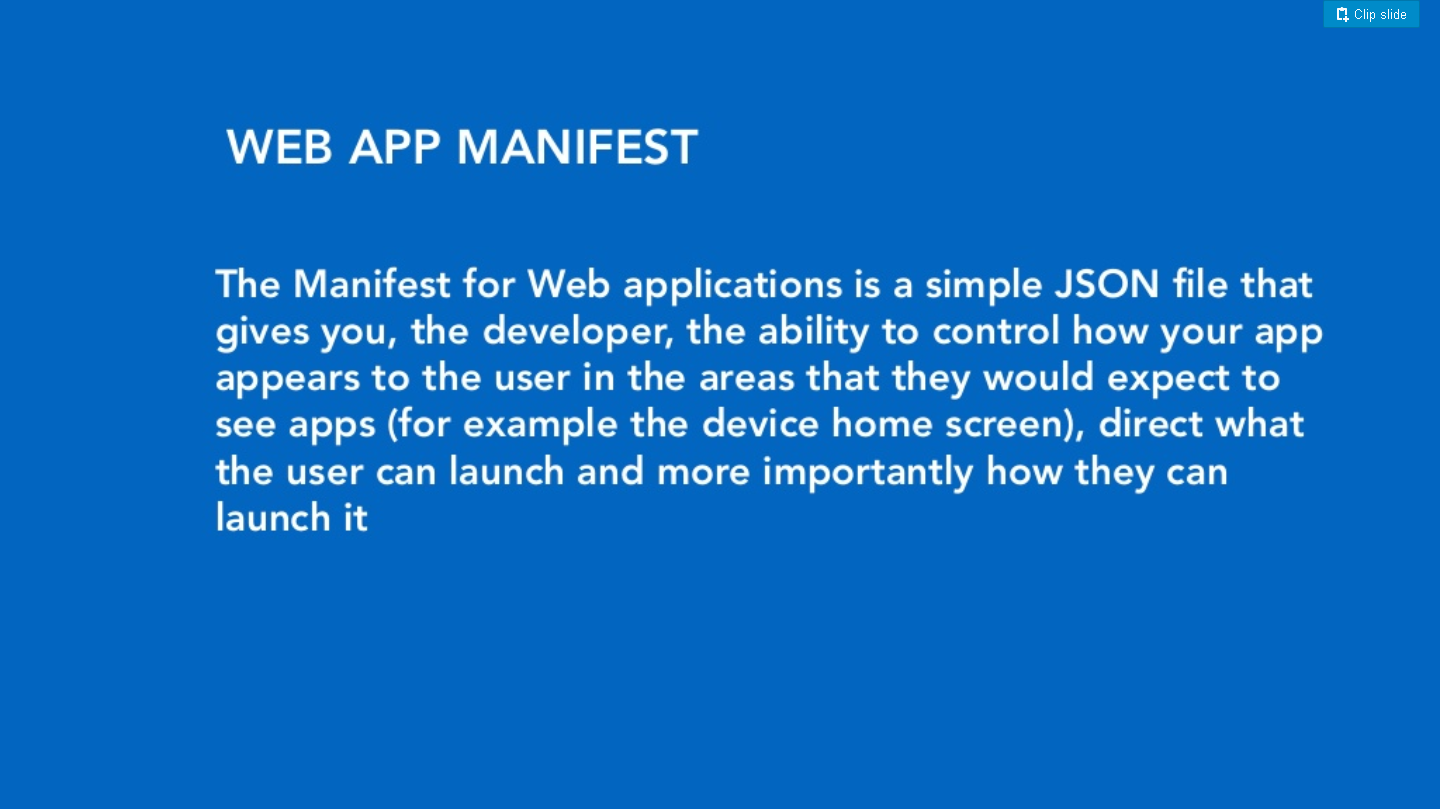 Clip slide
WEB APP MANIFEST
The Manifest for Web applications is a simple JSON file that
gives you, the developer, the ability to control how your app
appears to the user in the areas that they would expect to
see apps (for example the device home screen), direct what
the user can launch and more importantly how they can
launch it